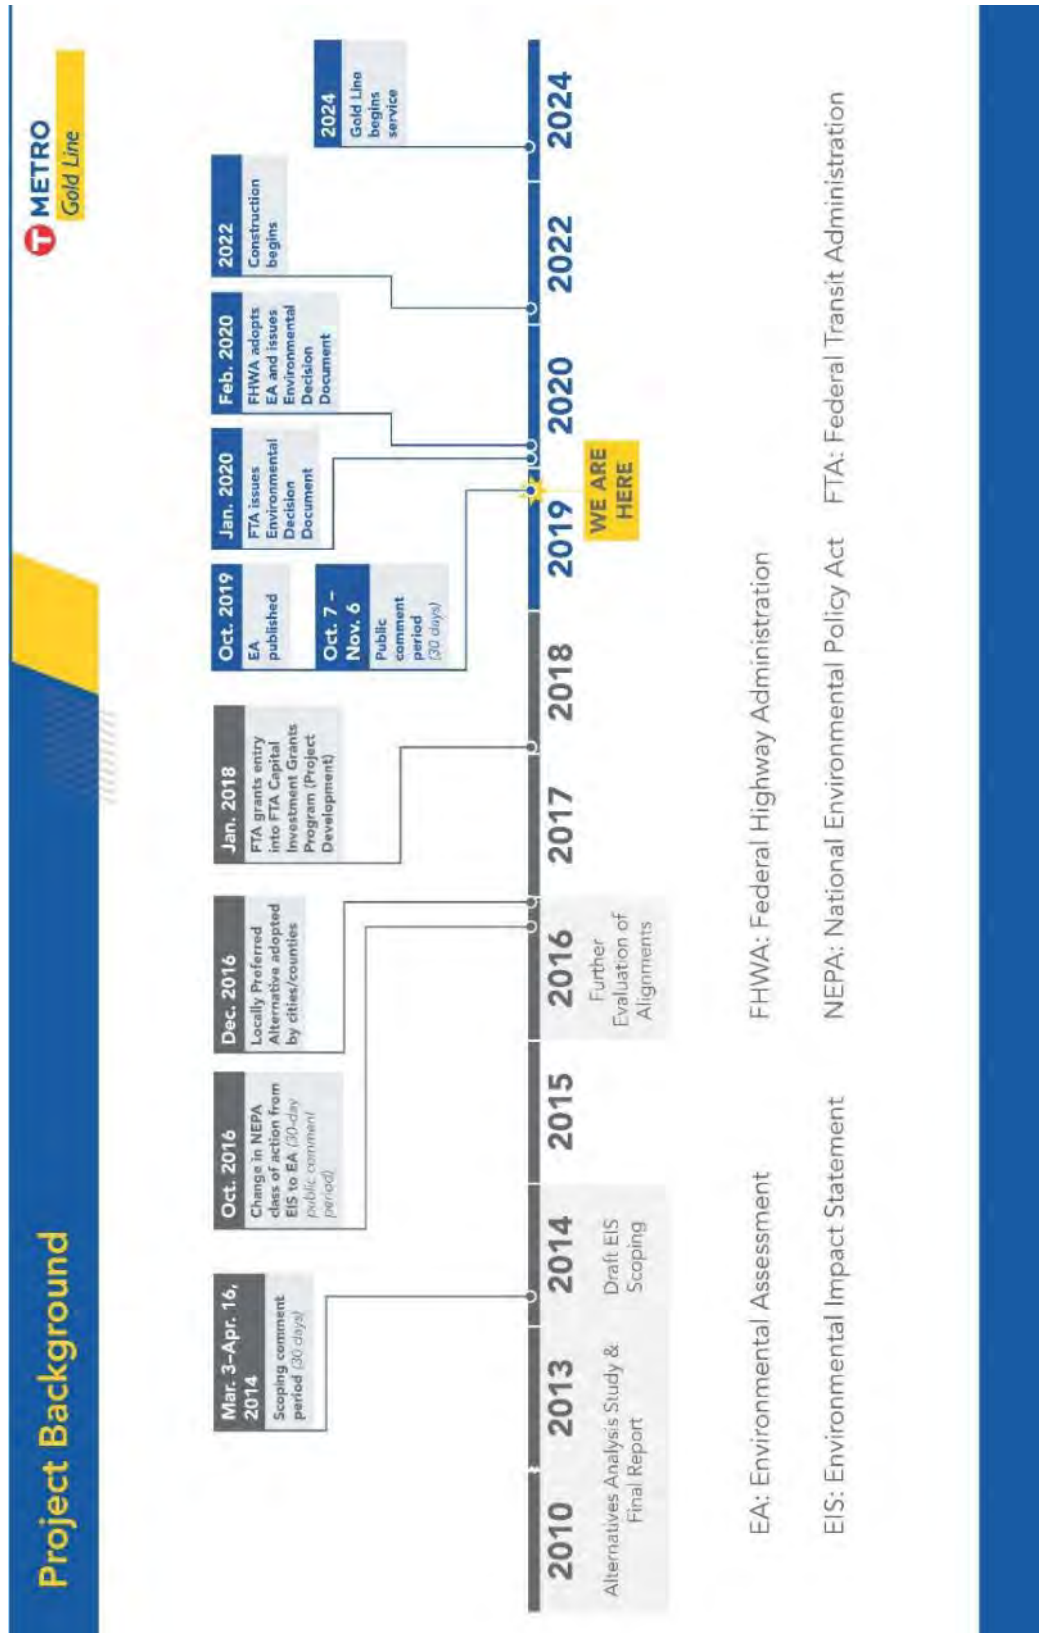 Project Background
METRO
Gold Line
Mar. 3–Apr. 16,
2014
Scoping comment
period (30 days)
Oct. 2016
Change in NEPA
class of action from
EIS to EA (30-day
public comment
period)
Dec. 2016
Locally Preferred
Alternative adopted
by cities/counties
Jan. 2018
FTA grants entry
into FTA Capital
Investment Grants
Program (Project
Development)
Oct. 2019
EA
published
Oct. 7 –
Nov. 6
Public
comment
period
(30 days)
Jan. 2020
FTA issues
Environmental
Decision
Document
Feb. 2020
FHWA adopts
EA and issues
Environmental
Decision
Document
2022
Construction
begins
2024
Gold Line
begins
service
2010 2013 2014 2015 2016 2017 2018 2019 2020 2022 2024
Alternatives Analysis Study &
Final Report
Draft EIS
Scoping
Further
Evaluation of
Alignments
WE ARE
HERE
EA: Environmental Assessment
FHWA: Federal Highway Administration
EIS: Environmental Impact Statement
NEPA: National Environmental Policy Act
FTA: Federal Transit Administration